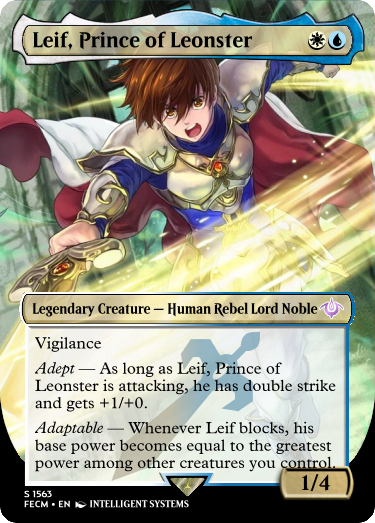 Leif, Prince of Leonster
Legendary Creature — Human Rebel Lord Noble
Vigilance
Adept — As long as Leif, Prince of
Leonster is attacking, he has double strike
and gets +1/+0.
Adaptable — Whenever Leif blocks, his
base power becomes equal to the greatest
power among other creatures you control.
1/4
S 1563
FECM • EN INTELLIGENT SYSTEMS